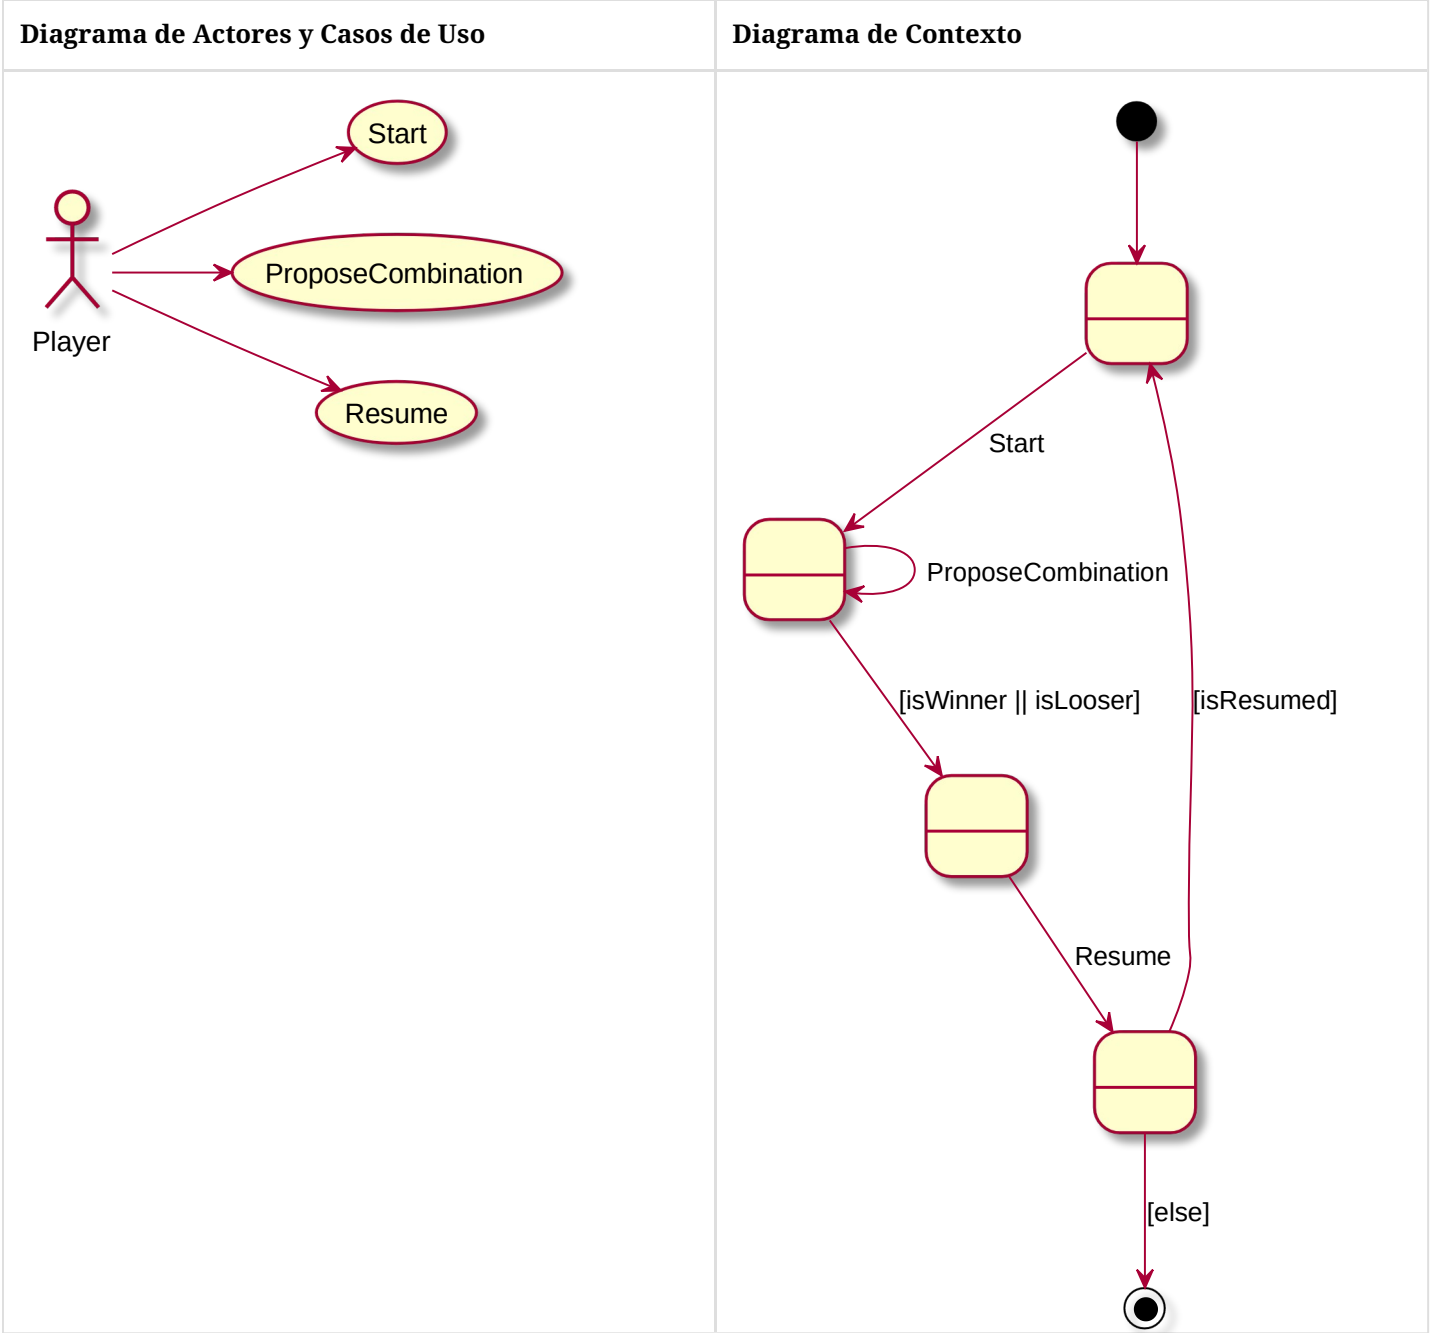 Diagrama de Actores y Casos de Uso
Diagrama de Contexto
Start
ProposeCombination
Player
Resume
Start
ProposeCombination
[isWinner || isLooser]
[isResumed]
Resume
[else]